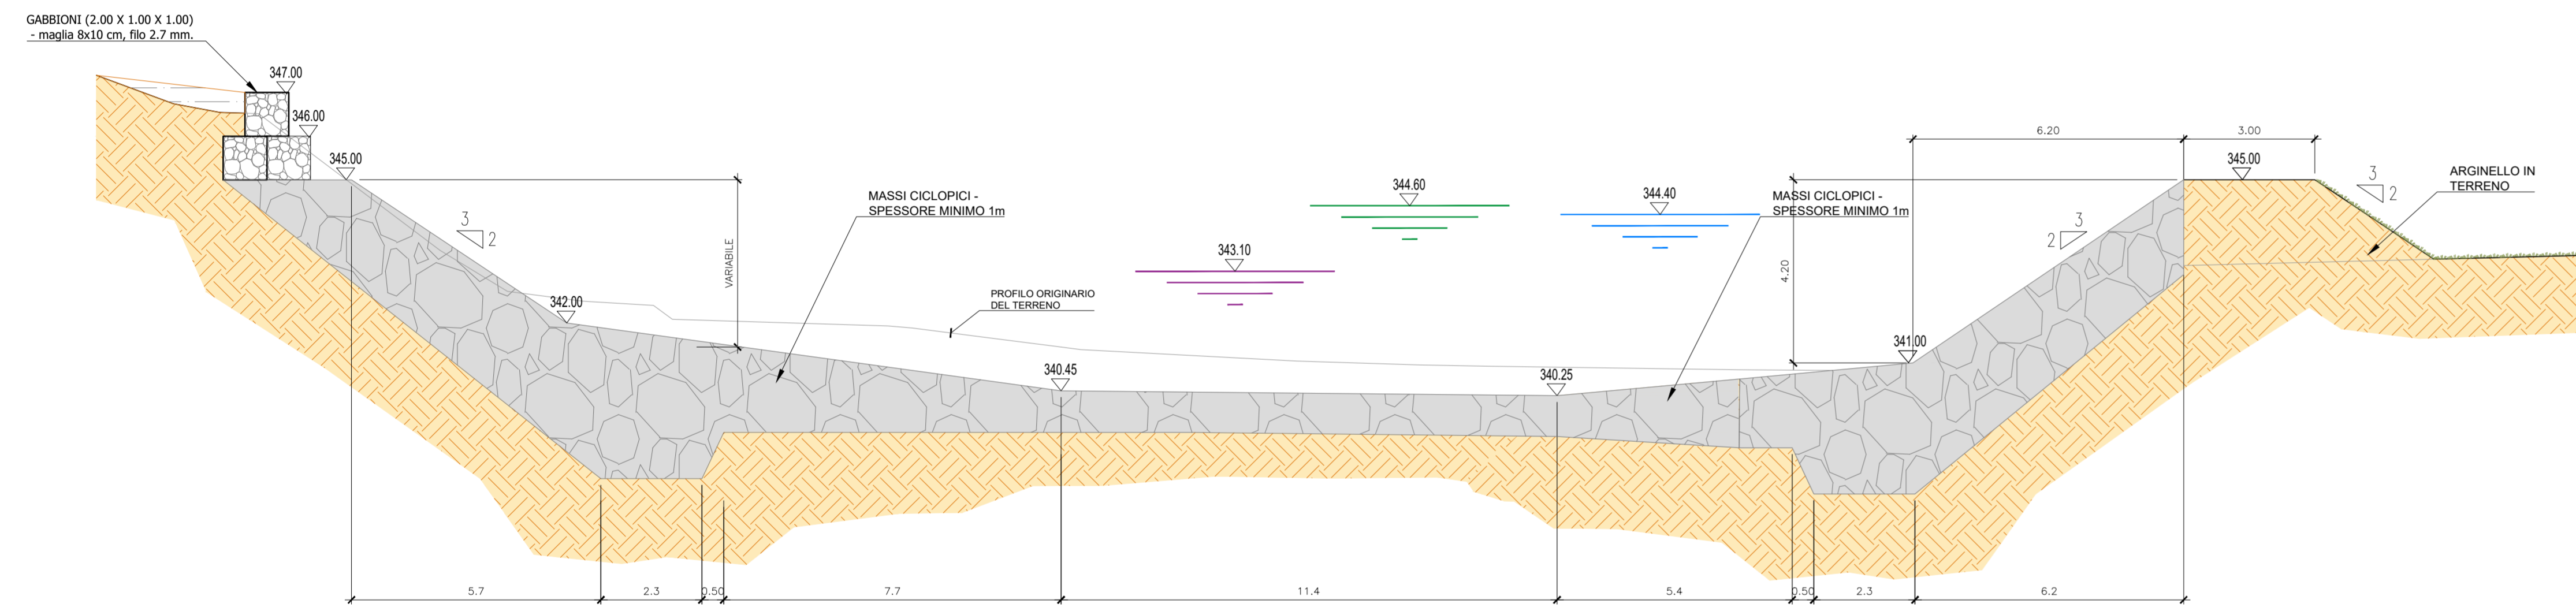 GABBIONI (2.00 X 1.00 X 1.00)
- maglia 8x10 cm, filo 2.7 mm.
347.00
346.00
345.00
3
2
342.00
VARIABILE
MASSI CICLOPICI -
SPESSORE MINIMO 1m
PROFILO ORIGINARIO
DEL TERRENO
340.45
343.10
344.60
344.40
340.25
MASSI CICLOPICI -
SPESSORE MINIMO 1m
4.20
341.00
6.20
3.00
3
2
345.00
3
2
ARGINELLO IN
TERRENO
5.7
2.3
0.50
7.7
11.4
5.4
0.50
2.3
6.2